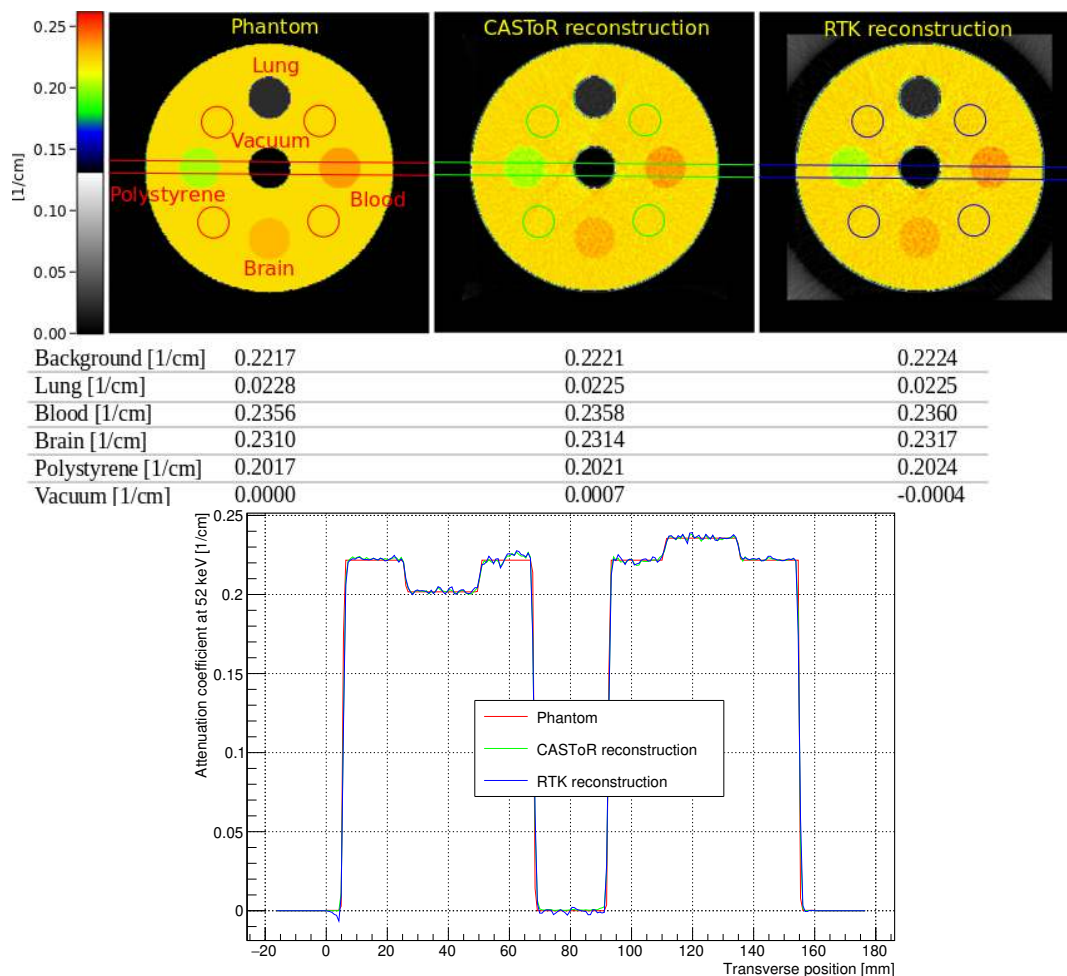 Phantom
CASToR reconstruction
RTK reconstruction
0.25
0.20
0.15
0.10
0.05
0.00
[1/cm]
Lung
Vacuum
Polystyrene
Blood
Brain
Background [1/cm] 0.2217 0.2221 0.2224
Lung [1/cm] 0.0228 0.0225 0.0225
Blood [1/cm] 0.2356 0.2358 0.2360
Brain [1/cm] 0.2310 0.2314 0.2317
Polystyrene [1/cm] 0.2017 0.2021 0.2024
Vacuum [1/cm] 0.0000 0.0007 -0.0004
Attenuation coefficient at 52 keV [1/cm]
0.25
0.2
0.15
0.1
0.05
0
Phantom
CASToR reconstruction
RTK reconstruction
−20 0 20 40 60 80 100 120 140 160 180
Transverse position [mm]